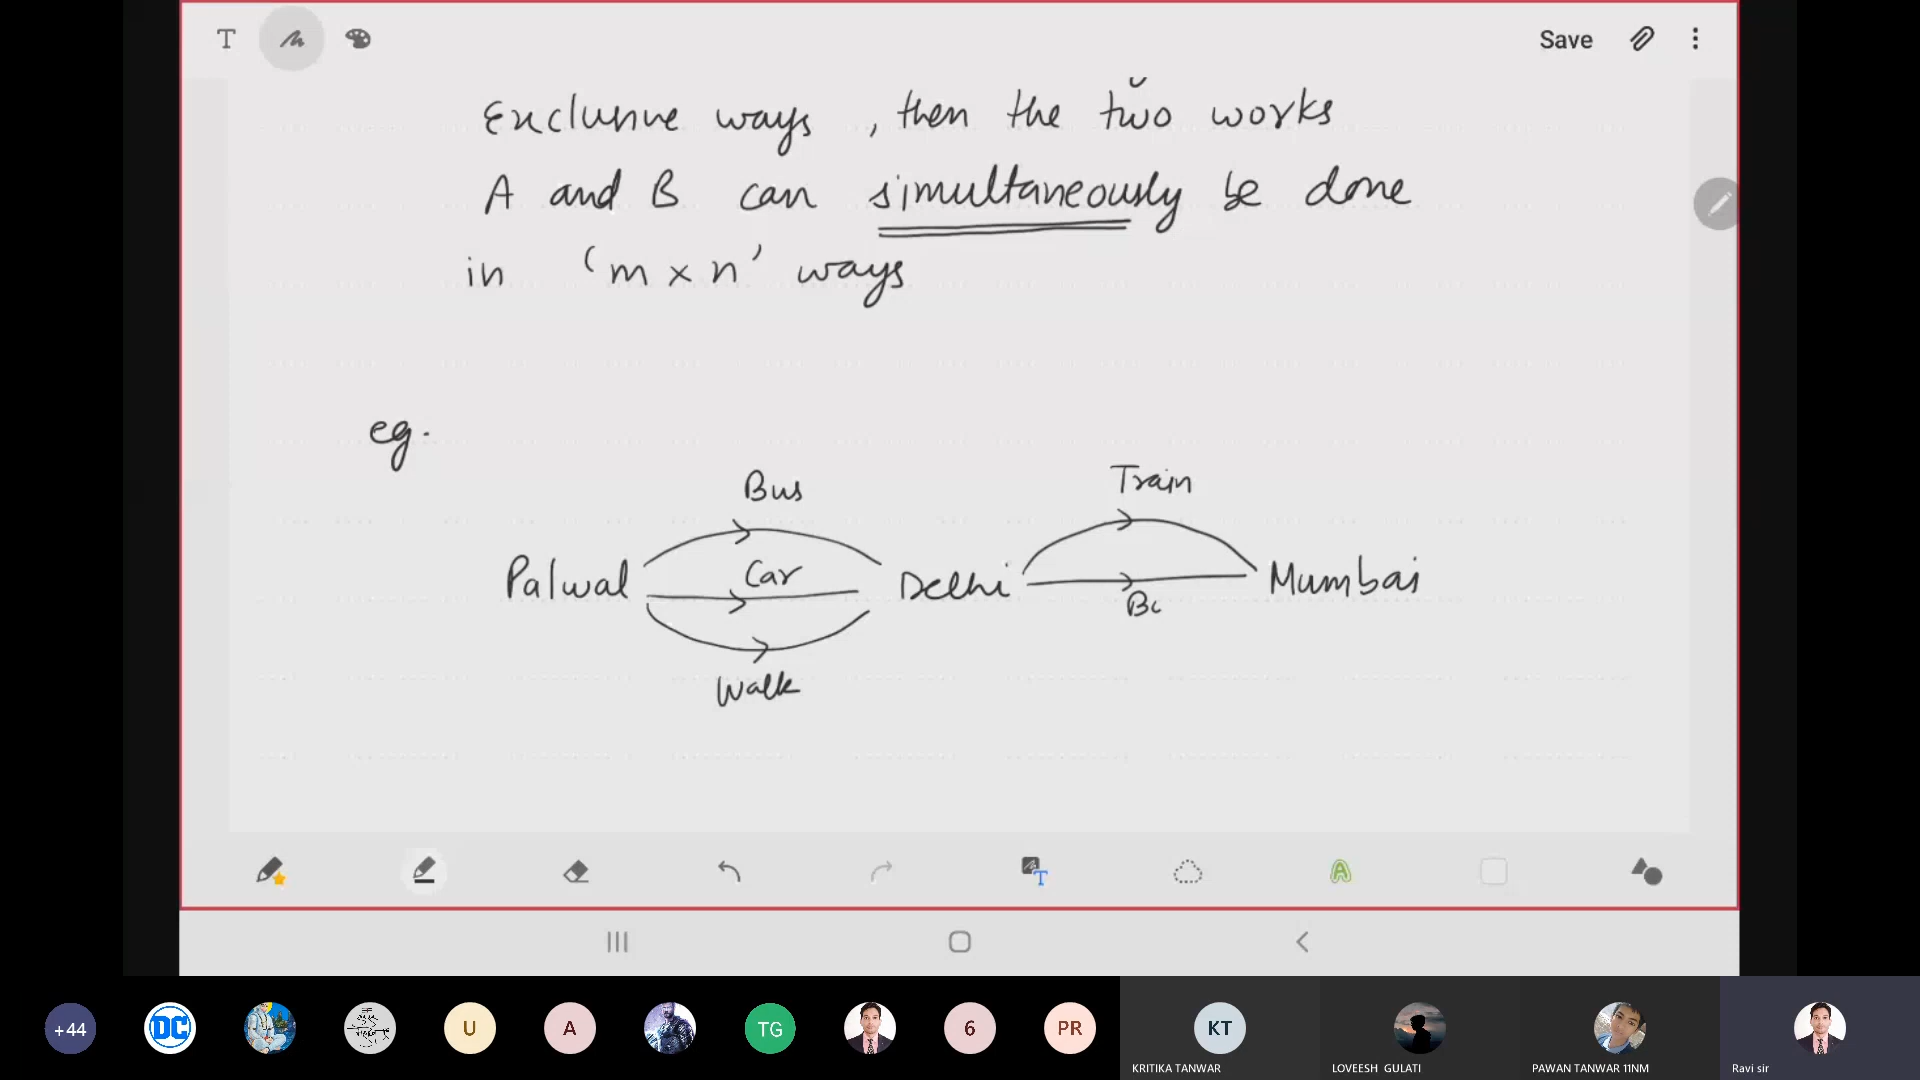 T
Save
Exclusive ways , then the two works
A and B can simultaneously be done
in 'm x n' ways
eg.
Bus
Train
Car
Palwal
Delhi
Mumbai
Walk
T
A
+44
DC
U
A
TG
6
PR
KT
KRITIKA TANWAR
LOVEESH GULATI
PAWAN TANWAR 11NM
Ravi sir